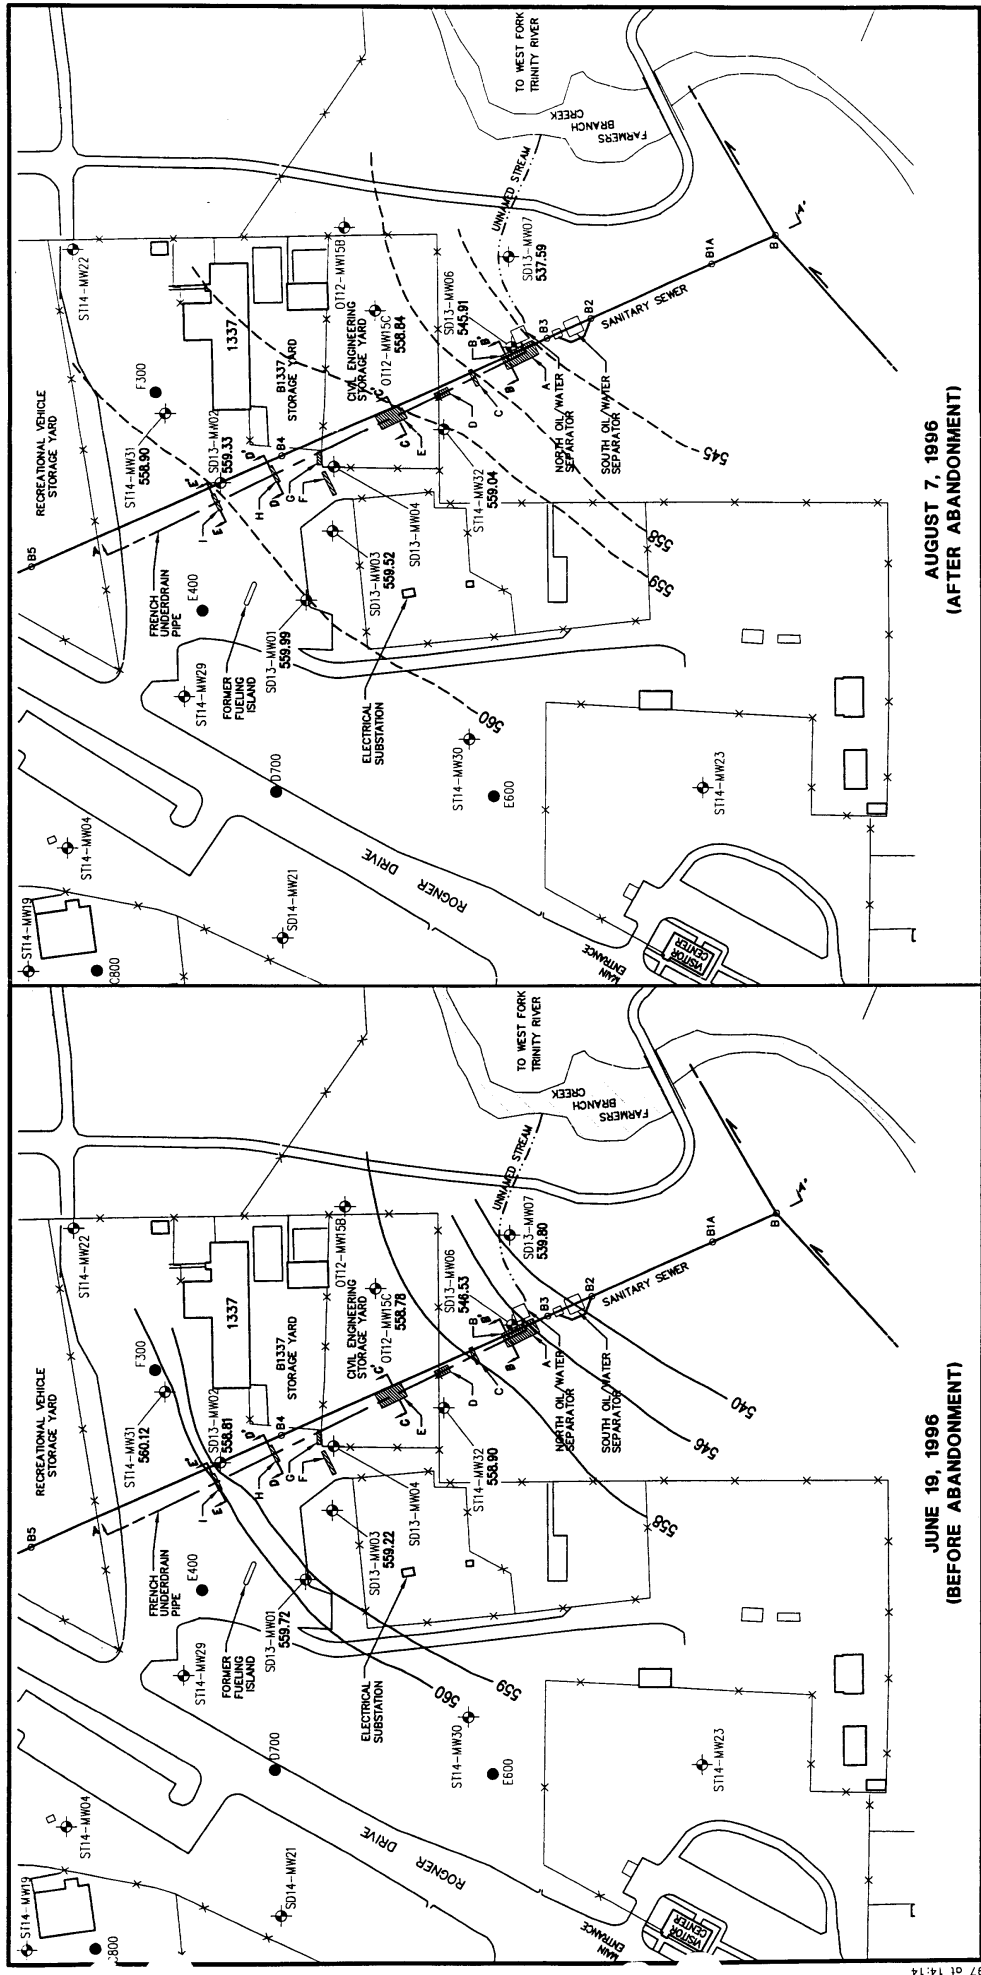 TO WEST FORK
TRINITY RIVER
FARMERS
BRANCH
CREEK
UNNAMED STREAM
ST14-MW22
RECREATIONAL VEHICLE
STORAGE YARD
F300
ST14-MW31
558.90
1337
B1337
STORAGE YARD
OT12-MW15B
CIVIL ENGINEERING
STORAGE YARD
OT12-MW15C
558.84
SD13-MW06
545.91
SD13-MW07
537.59
SD13-MW02
559.33
B5
A
E'
E
I
D'
D
H
B4
G
F
C'
C
E
D
C
B
B'
B
A
B3
B2
SANITARY SEWER
B1A
B
NORTH OIL/WATER
SEPARATOR
SOUTH OIL/WATER
SEPARATOR
ST14-MW32
559.04
SD13-MW04
SD13-MW03
559.52
FRENCH
UNDERDRAIN
PIPE
E400
FORMER
FUELING
ISLAND
SD13-MW01
559.99
ST14-MW29
ELECTRICAL
SUBSTATION
545
558
559
560
ST14-MW30
D700
E600
ST14-MW23
ST14-MW04
ST14-MW19
C800
SD14-MW21
ROGNER DRIVE
MAIN
ENTRANCE
VISITOR
CENTER
AUGUST 7, 1996
(AFTER ABANDONMENT)
TO WEST FORK
TRINITY RIVER
FARMERS
BRANCH
CREEK
UNNAMED STREAM
ST14-MW22
RECREATIONAL VEHICLE
STORAGE YARD
F300
ST14-MW31
560.12
1337
B1337
STORAGE YARD
OT12-MW15B
CIVIL ENGINEERING
STORAGE YARD
OT12-MW15C
558.78
SD13-MW06
546.53
SD13-MW07
539.80
SD13-MW02
558.81
B5
A
E'
E
I
D'
D
H
B4
G
F
C'
C
E
D
C
B
B'
B
A
B3
B2
SANITARY SEWER
B1A
B
NORTH OIL/WATER
SEPARATOR
SOUTH OIL/WATER
SEPARATOR
ST14-MW32
558.90
SD13-MW04
SD13-MW03
559.22
FRENCH
UNDERDRAIN
PIPE
E400
FORMER
FUELING
ISLAND
SD13-MW01
559.72
ST14-MW29
ELECTRICAL
SUBSTATION
540
546
558
559
560
ST14-MW30
D700
E600
ST14-MW23
ST14-MW04
ST14-MW19
C800
SD14-MW21
ROGNER DRIVE
MAIN
ENTRANCE
VISITOR
CENTER
JUNE 19, 1996
(BEFORE ABANDONMENT)
97 at 14:14